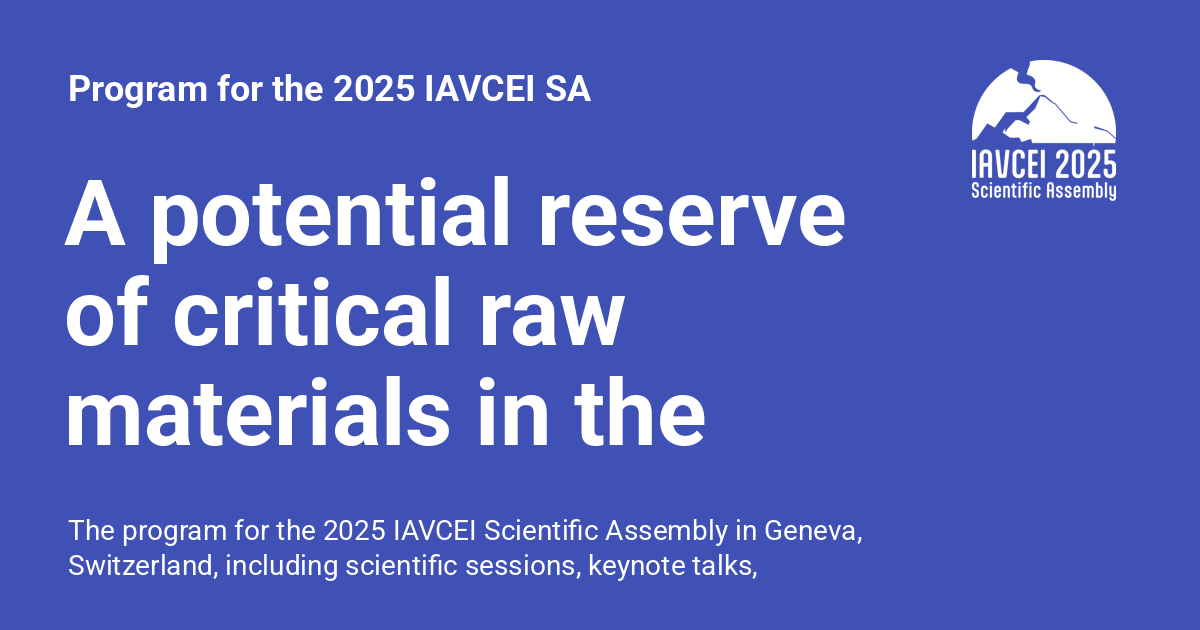 Program for the 2025 IAVCEI SA
IAVCEI 2025
Scientific Assembly
A potential reserve
of critical raw
materials in the
The program for the 2025 IAVCEI Scientific Assembly in Geneva,
Switzerland, including scientific sessions, keynote talks,